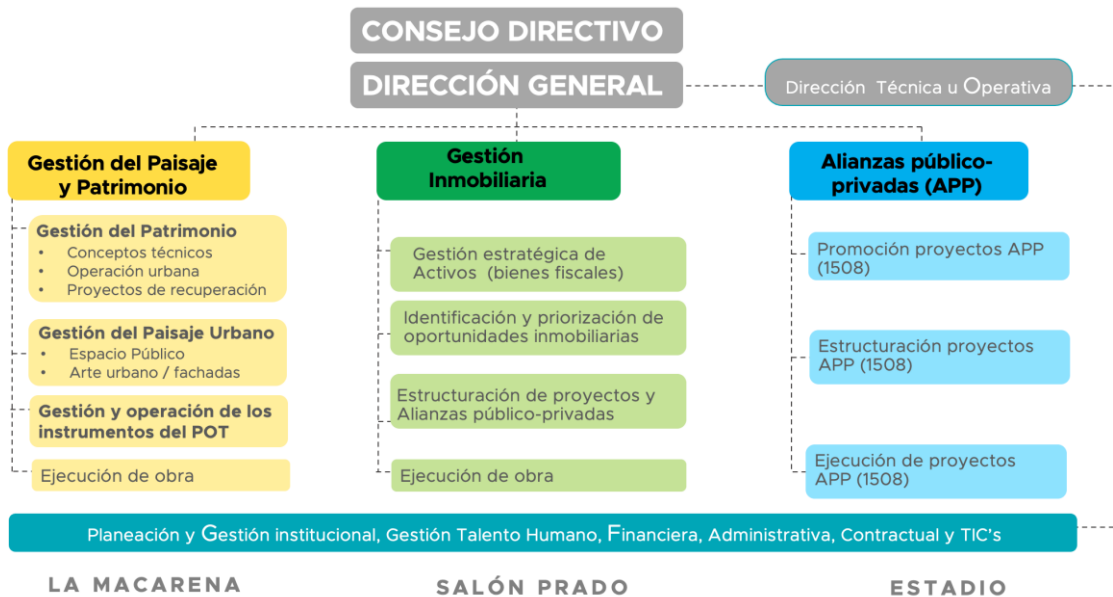 CONSEJO DIRECTIVO
DIRECCIÓN GENERAL
Dirección Técnica u Operativa
Gestión del Paisaje
y Patrimonio
Gestión del Patrimonio
• Conceptos técnicos
• Operación urbana
• Proyectos de recuperación
Gestión del Paisaje Urbano
• Espacio Público
• Arte urbano / fachadas
Gestión y operación de los
instrumentos del POT
Ejecución de obra
Gestión
Inmobiliaria
Gestión estratégica de
Activos (bienes fiscales)
Identificación y priorización de
oportunidades inmobiliarias
Estructuración de proyectos y
Alianzas público-privadas
Ejecución de obra
Alianzas público-
privadas (APP)
Promoción proyectos APP
(1508)
Estructuración proyectos
APP (1508)
Ejecución de proyectos
APP (1508)
Planeación y Gestión institucional, Gestión Talento Humano, Financiera, Administrativa, Contractual y TIC's
LA MACARENA
SALÓN PRADO
ESTADIO